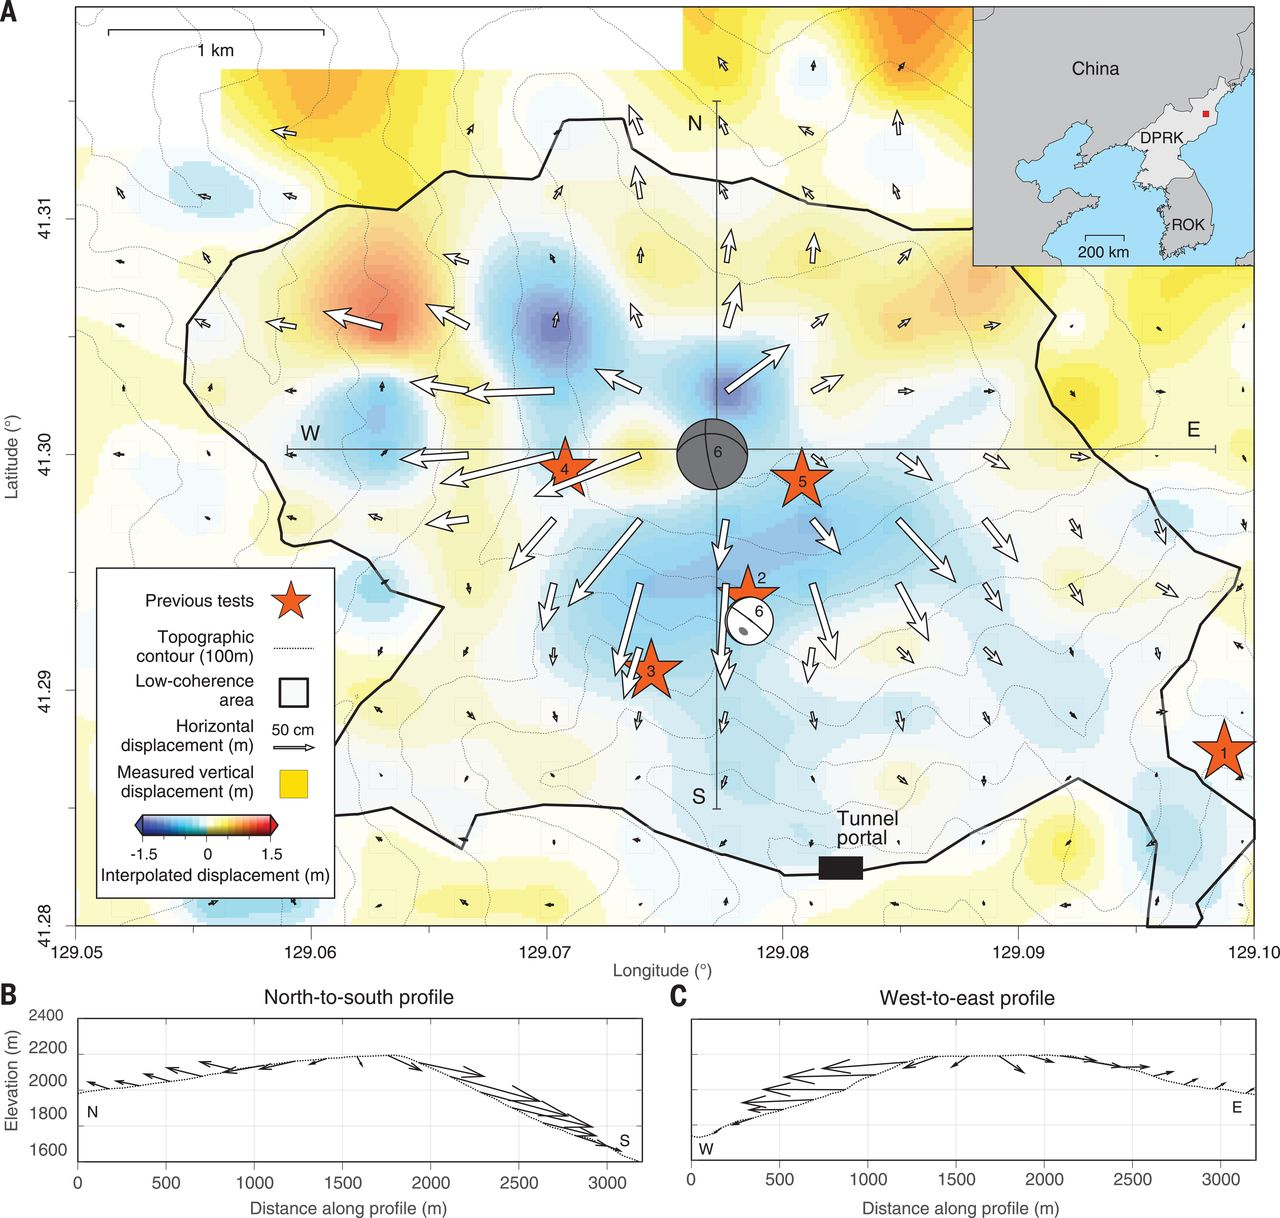 A
1 km
N
China
DPRK
ROK
200 km
41.31
41.30
41.29
41.28
Latitude (°)
W
E
6
4
5
2
6
3
1
S
Tunnel
portal
Previous tests
Topographic
contour (100m)
Low-coherence
area
Horizontal
displacement (m)
50 cm
Measured vertical
displacement (m)
-1.5
0
1.5
Interpolated displacement (m)
129.05
129.06
129.07
129.08
129.09
129.10
Longitude (°)
B
North-to-south profile
2400
2200
2000
1800
1600
Elevation (m)
N
S
0
500
1000
1500
2000
2500
3000
Distance along profile (m)
C
West-to-east profile
W
E
0
500
1000
1500
2000
2500
3000
Distance along profile (m)